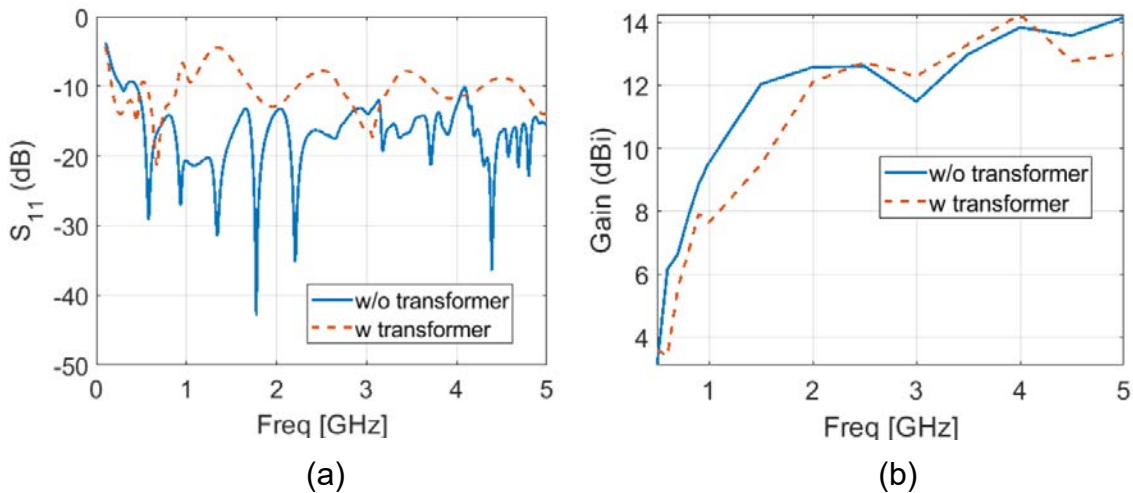 0
-10
-20
-30
-40
-50
S11 (dB)
w/o transformer
w transformer
0 1 2 3 4 5
Freq [GHz]
(a)
14
12
10
8
6
4
Gain (dBi)
w/o transformer
w transformer
1 2 3 4 5
Freq [GHz]
(b)